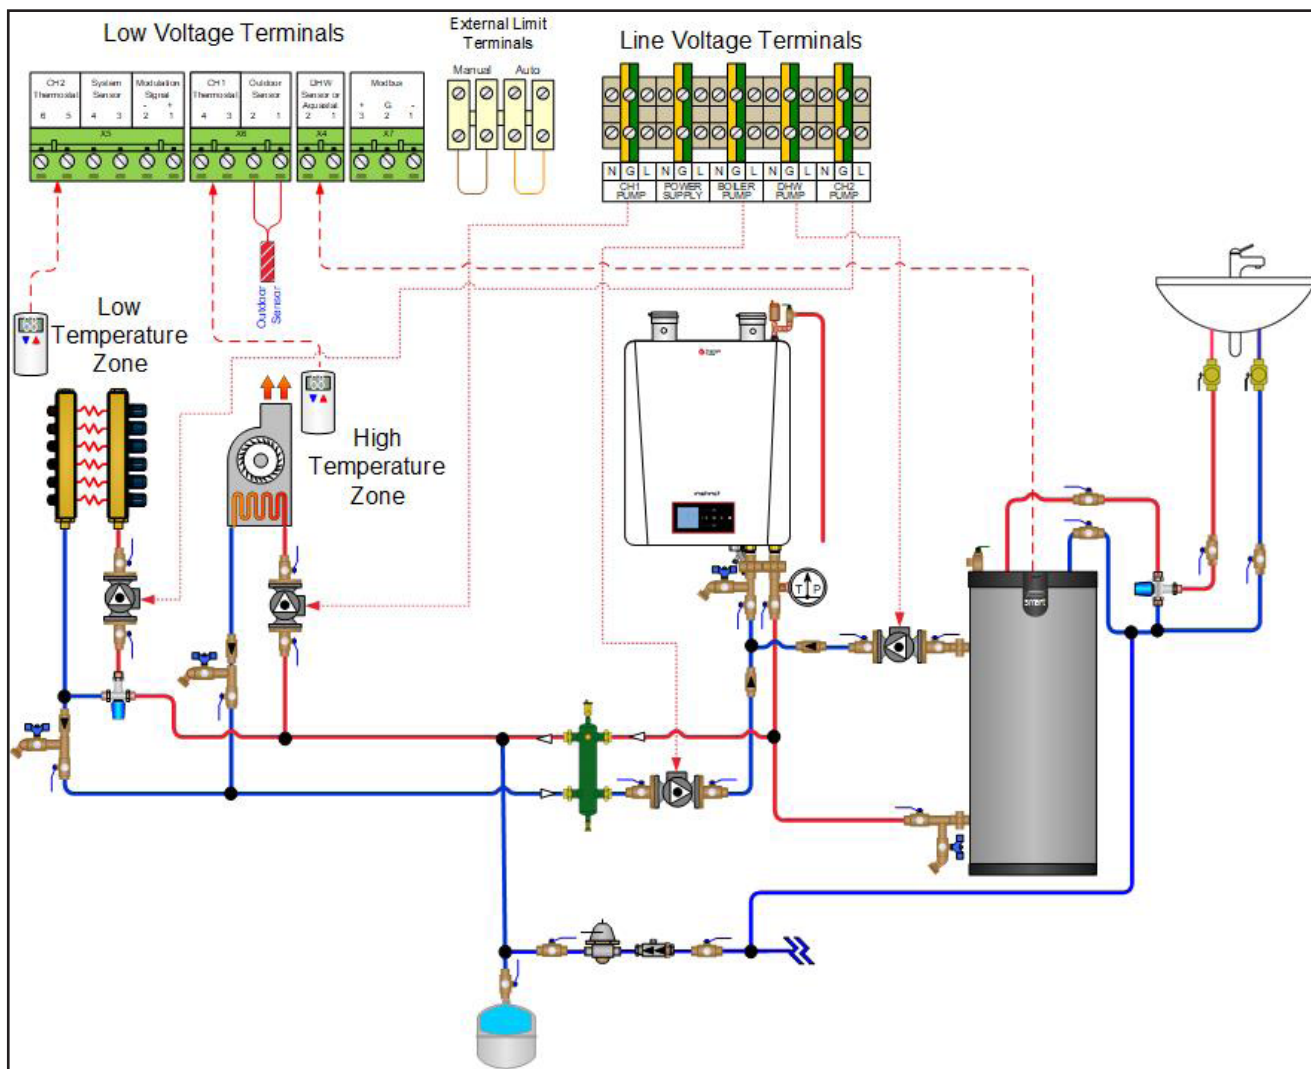 Low Voltage Terminals
External Limit
Terminals
Line Voltage Terminals
Manual Auto
CH2
Thermostat
6 5
System
Sensor
4 3
Modulation
Signal
- +
2 1
X5
CH1
Thermostat
4 3
Outdoor
Sensor
2 1
X6
DHW
Sensor or
Aquastat
2 1
X4
Modbus
+ G -
3 2 1
X7
N G L N G L N G L N G L N G L
CH1
PUMP
POWER
SUPPLY
BOILER
PUMP
DHW
PUMP
CH2
PUMP
Outdoor
Sensor
Low
Temperature
Zone
68
68
High
Temperature
Zone
T P
smart